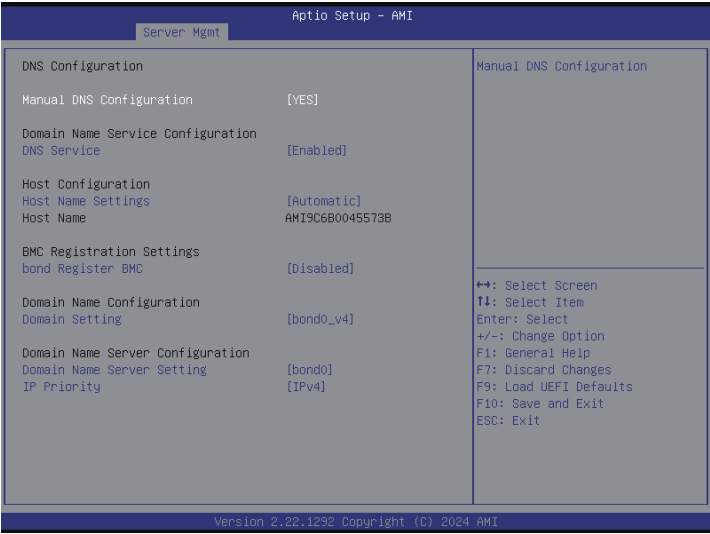 Aptio Setup – AMI
Server Mgmt
DNS Configuration
Manual DNS Configuration [YES]
Domain Name Service Configuration
DNS Service [Enabled]
Host Configuration
Host Name Settings [Automatic]
Host Name AMI9C6B0045573B
BMC Registration Settings
bond Register BMC [Disabled]
Domain Name Configuration
Domain Setting [bond0_v4]
Domain Name Server Configuration
Domain Name Server Setting [bond0]
IP Priority [IPv4]
Manual DNS Configuration
↔: Select Screen
↑↓: Select Item
Enter: Select
+/-: Change Option
F1: General Help
F7: Discard Changes
F9: Load UEFI Defaults
F10: Save and Exit
ESC: Exit
Version 2.22.1292 Copyright (C) 2024 AMI